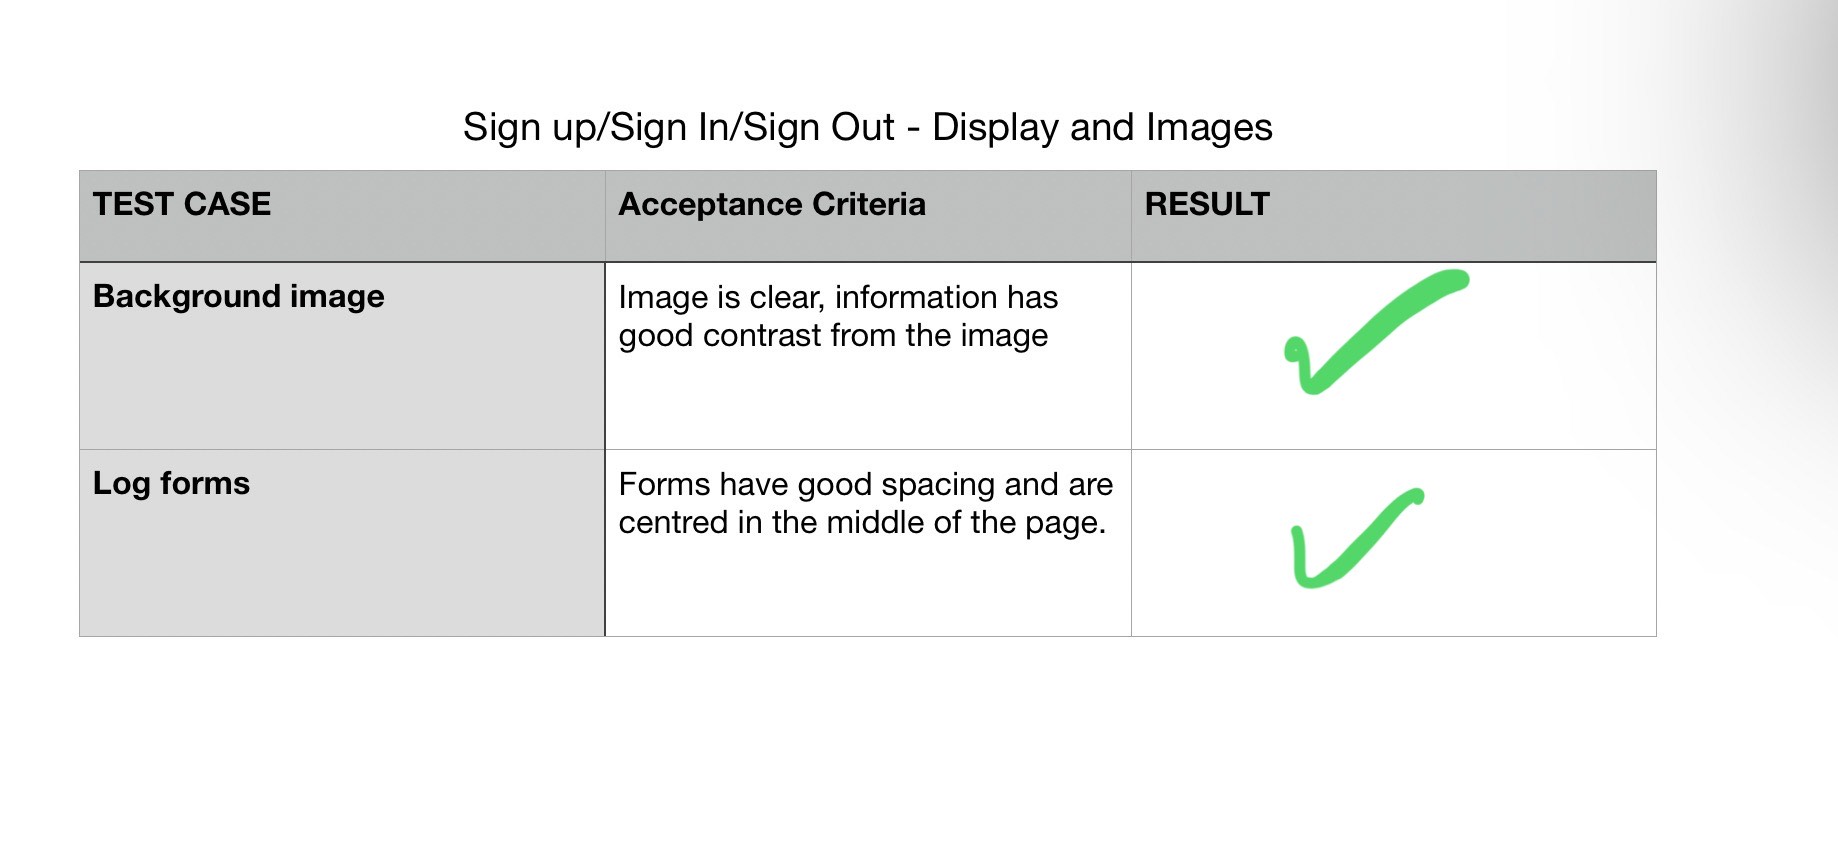 Sign up/Sign In/Sign Out - Display and Images
TEST CASE
Acceptance Criteria
RESULT
Background image
Image is clear, information has
good contrast from the image
Log forms
Forms have good spacing and are
centred in the middle of the page.